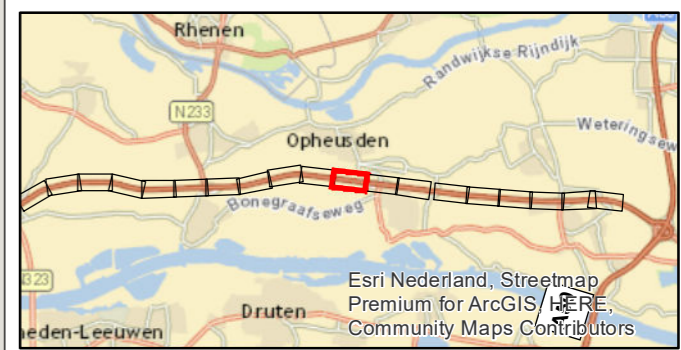 Rhenen
Randwijkse Rijndijk
N233
Opheusden
Weteringsew
Bonegraafseweg
323
Esri Nederland, Streetmap
Premium for ArcGIS, HERE,
Community Maps Contributors
Druten
neden-Leeuwen